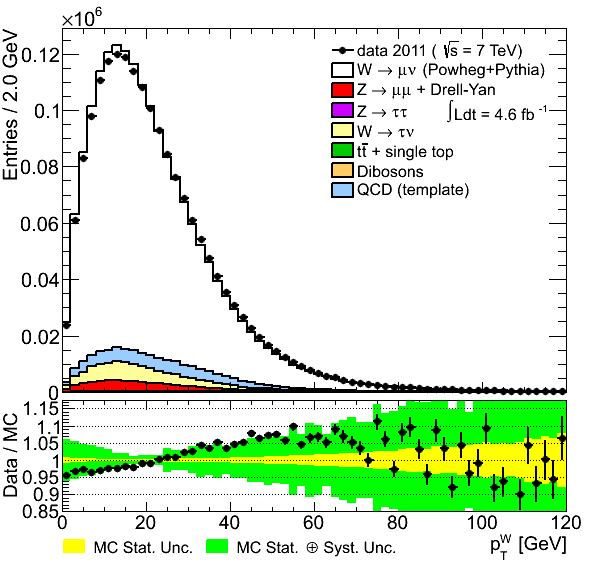 ×10⁶
Entries / 2.0 GeV
0.12
0.1
0.08
0.06
0.04
0.02
0
data 2011 ( √s = 7 TeV)
W → μν (Powheg+Pythia)
Z → μμ + Drell-Yan
Z → ττ
∫Ldt = 4.6 fb⁻¹
W → τν
tt̅ + single top
Dibosons
QCD (template)
Data / MC
1.15
1.1
1.05
1
0.95
0.9
0.85
0 20 40 60 80 100 120
p_T^W [GeV]
MC Stat. Unc. MC Stat. ⊕ Syst. Unc.